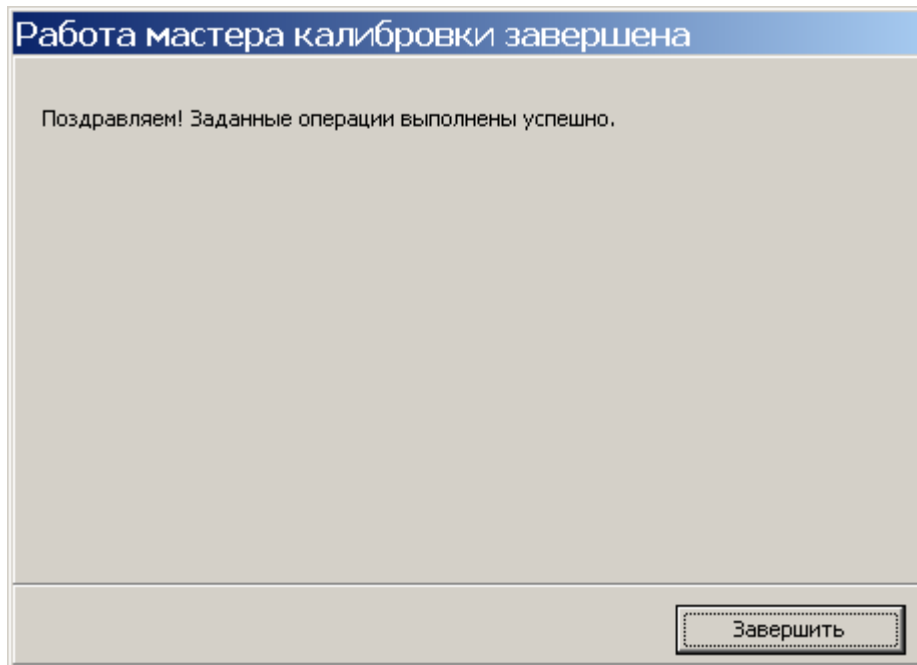 Работа мастера калибровки завершена
Поздравляем! Заданные операции выполнены успешно.
Завершить